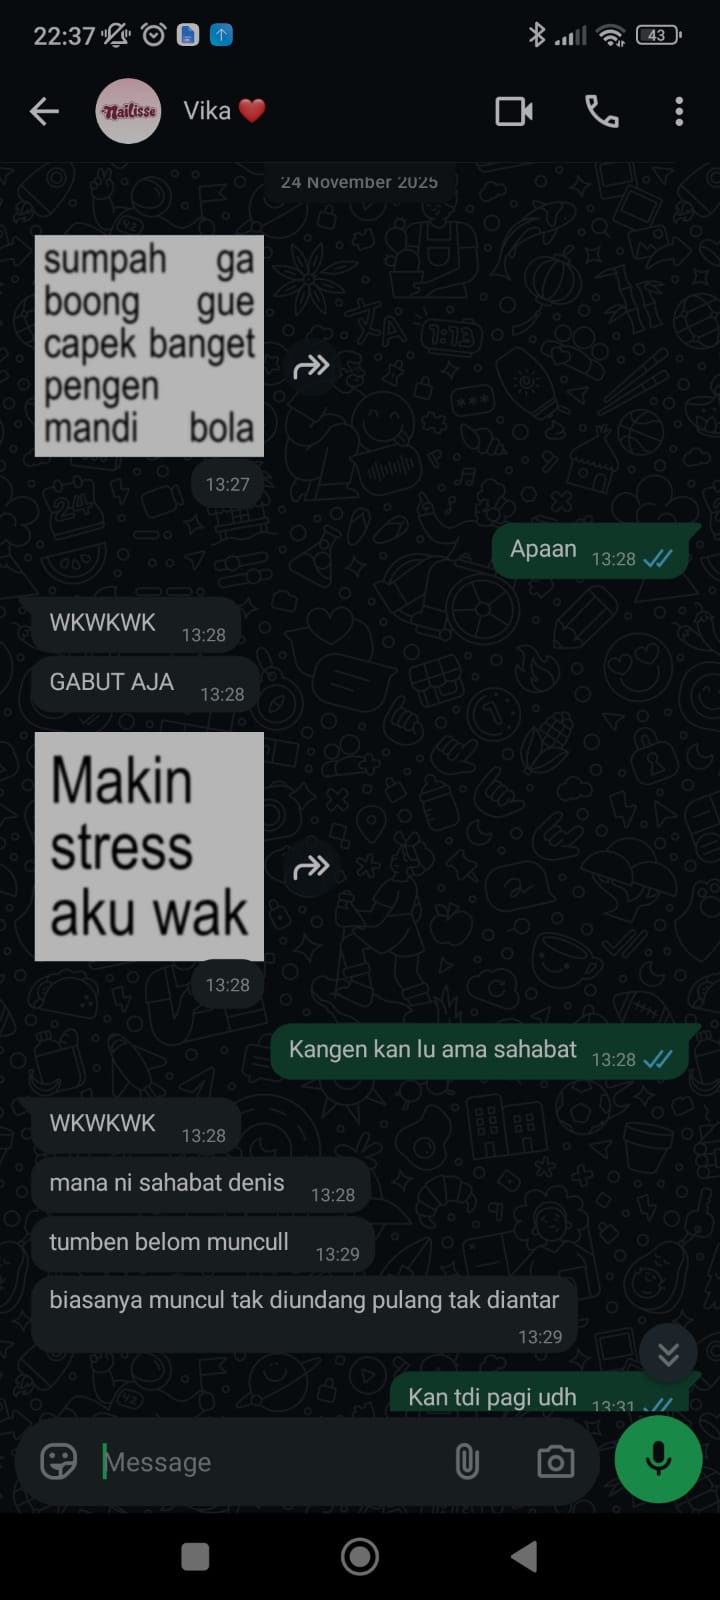 22:37
43
Nailisse
Vika ❤️
24 November 2025
sumpah ga
boong gue
capek banget
pengen
mandi bola
13:27
Apaan 13:28
WKWKWK 13:28
GABUT AJA 13:28
Makin
stress
aku wak
13:28
Kangen kan lu ama sahabat 13:28
WKWKWK 13:28
mana ni sahabat denis 13:28
tumben belom muncull 13:29
biasanya muncul tak diundang pulang tak diantar
13:29
Kan tdi pagi udh 13:31
Message